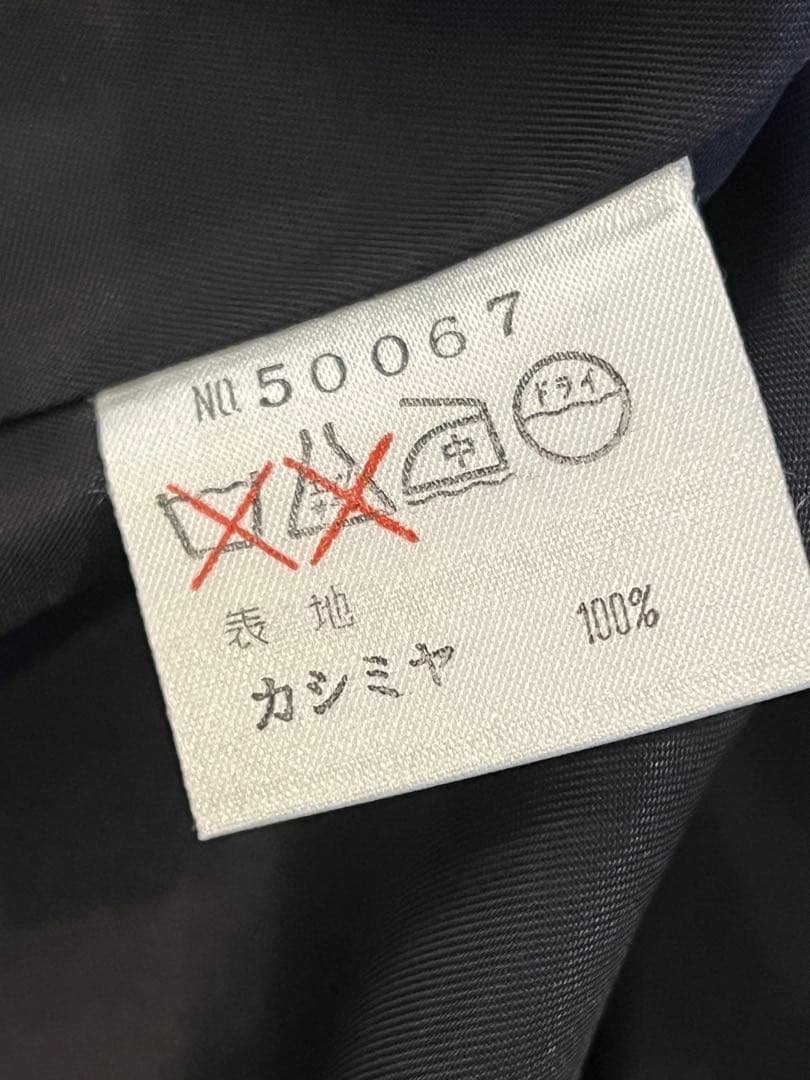 NO. 50067
中 ドライ
表地
カシミヤ 100%